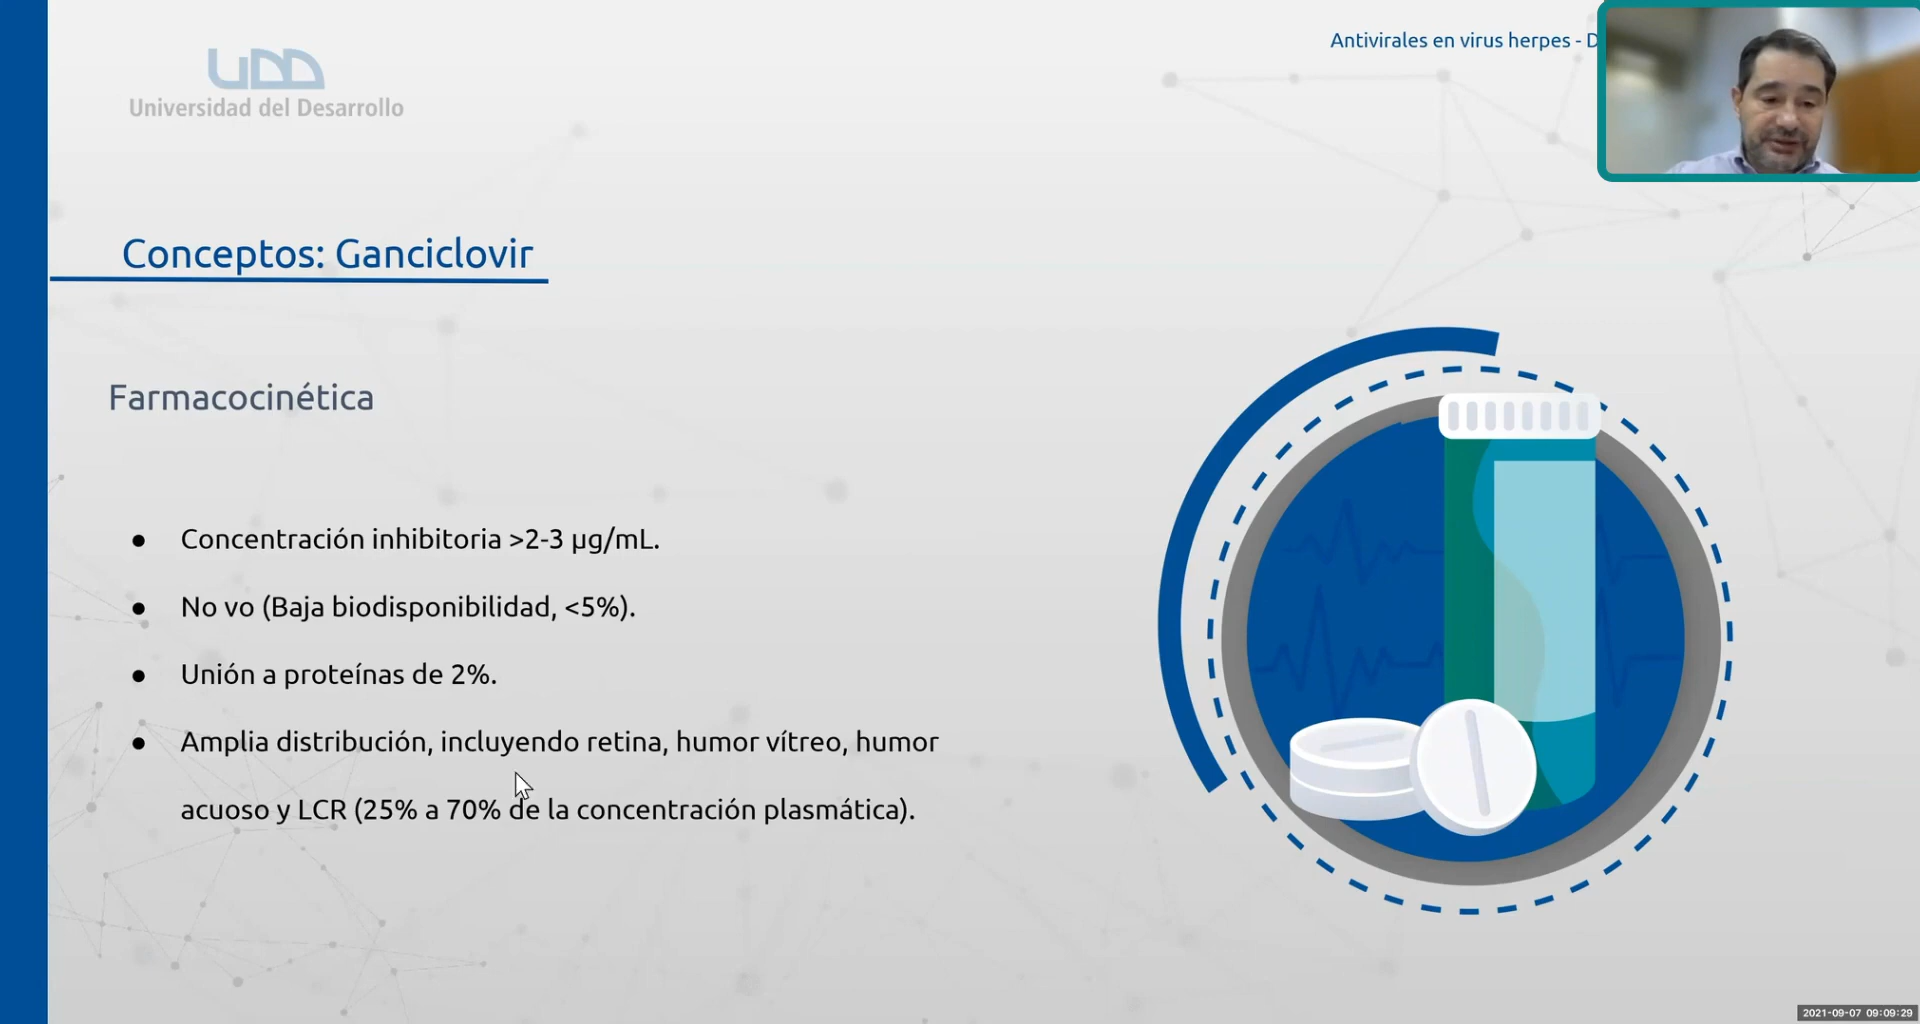 Antivirales en virus herpes - D
UDD
Universidad del Desarrollo
Conceptos: Ganciclovir
Farmacocinética
● Concentración inhibitoria >2-3 µg/mL.
● No vo (Baja biodisponibilidad, <5%).
● Unión a proteínas de 2%.
● Amplia distribución, incluyendo retina, humor vítreo, humor
acuoso y LCR (25% a 70% de la concentración plasmática).
2021-09-07 09:09:29